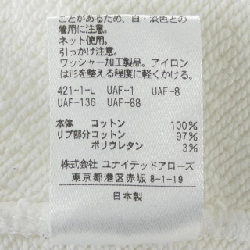 ことがあるため、白・淡色との
着用に注意。
ネット使用。
引っかけ注意。
ワッシャー加工製品。アイロン
は形を整える程度に軽くかける。
421-1-L UAF-1 UAF-8
UAF-136 UAF-68
本体 コットン 100%
リブ部分コットン 97%
ポリウレタン 3%
株式会社 ユナイテッドアローズ
東京都港区赤坂 8-1-19
日本製